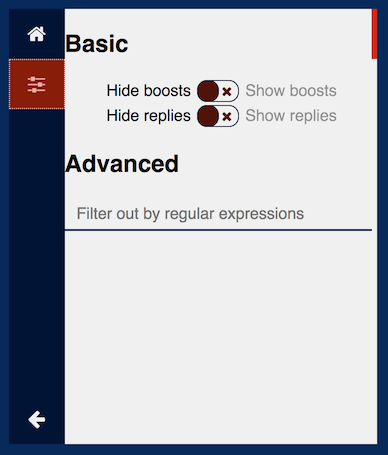 Basic
Hide boosts Show boosts
Hide replies Show replies
Advanced
Filter out by regular expressions